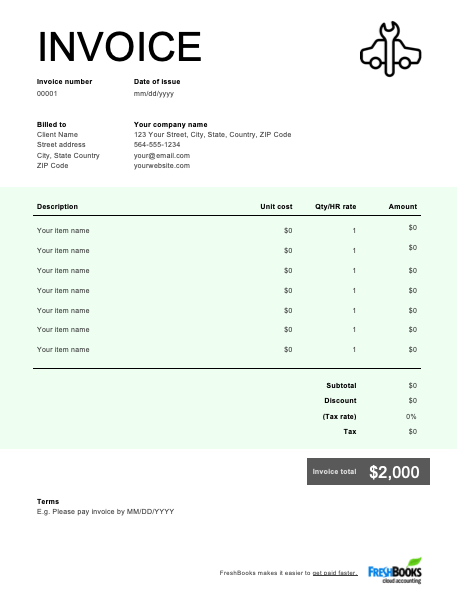 INVOICE
Invoice number Date of issue
00001 mm/dd/yyyy
Billed to Your company name
Client Name 123 Your Street, City, State, Country, ZIP Code
Street address 564-555-1234
City, State Country your@email.com
ZIP Code yourwebsite.com
Description Unit cost Qty/HR rate Amount
Your item name $0 1 $0
Your item name $0 1 $0
Your item name $0 1 $0
Your item name $0 1 $0
Your item name $0 1 $0
Your item name $0 1 $0
Your item name $0 1 $0
Subtotal $0
Discount $0
(Tax rate) 0%
Tax $0
Invoice total $2,000
Terms
E.g. Please pay invoice by MM/DD/YYYY
FreshBooks makes it easier to get paid faster.
FRESHBOOKS
cloud accounting